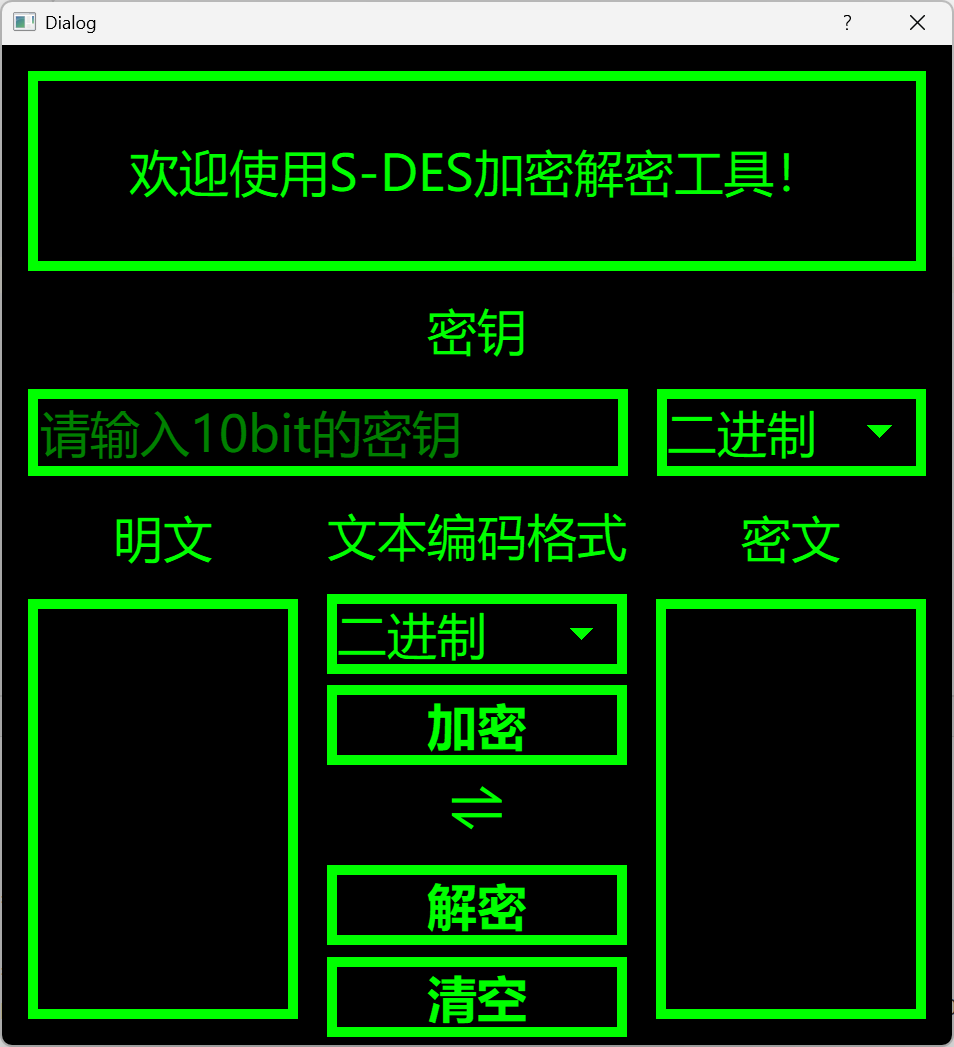 Dialog
?
欢迎使用S-DES加密解密工具！
密钥
请输入10bit的密钥
二进制
明文
文本编码格式
密文
二进制
加密
⇌
解密
清空